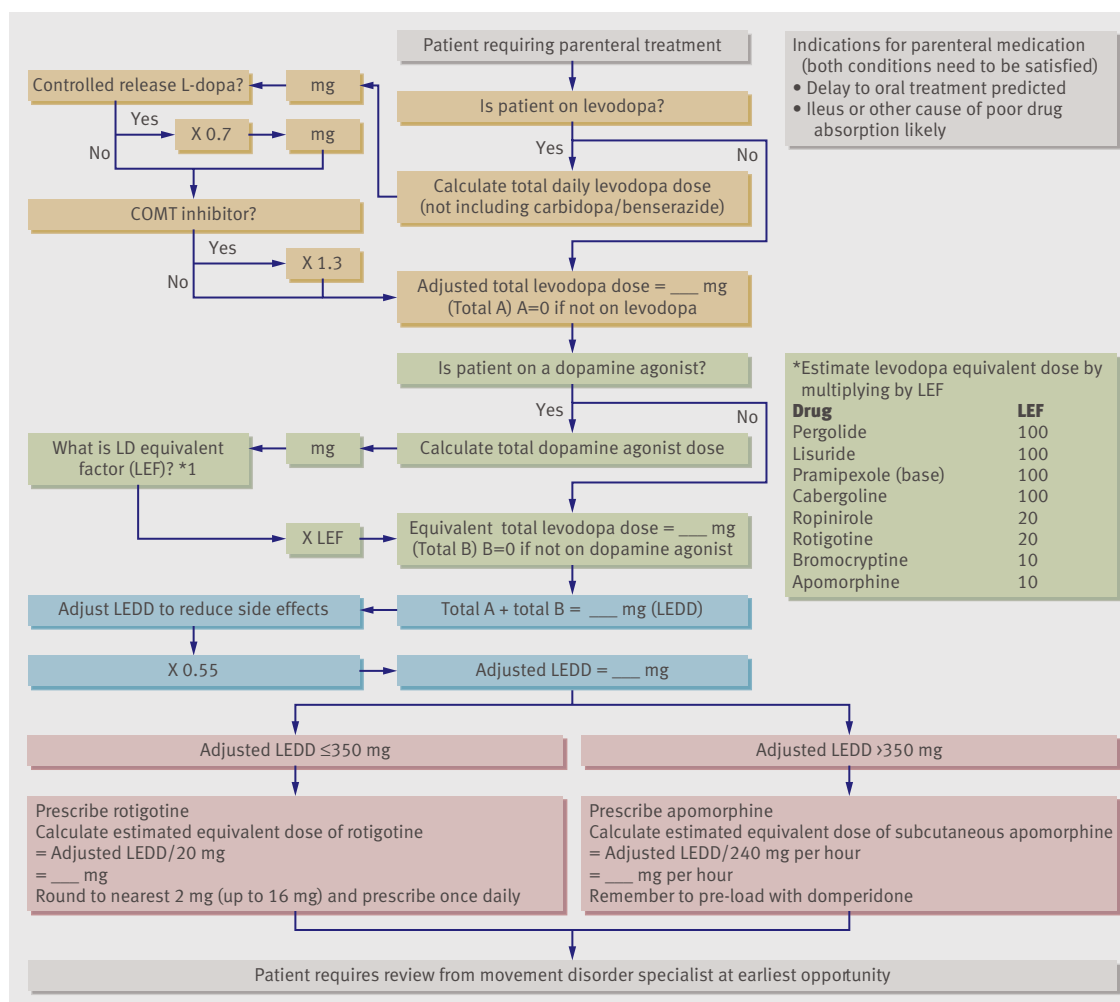 Patient requiring parenteral treatment
Indications for parenteral medication
(both conditions need to be satisfied)
• Delay to oral treatment predicted
• Ileus or other cause of poor drug
absorption likely
Controlled release L-dopa?
mg
Is patient on levodopa?
Yes
X 0.7
mg
No
Yes
No
Calculate total daily levodopa dose
(not including carbidopa/benserazide)
COMT inhibitor?
Yes
X 1.3
No
Adjusted total levodopa dose = ___ mg
(Total A) A=0 if not on levodopa
Is patient on a dopamine agonist?
Yes
No
*Estimate levodopa equivalent dose by
multiplying by LEF
Drug LEF
Pergolide 100
Lisuride 100
Pramipexole (base) 100
Cabergoline 100
Ropinirole 20
Rotigotine 20
Bromocryptine 10
Apomorphine 10
What is LD equivalent
factor (LEF)? *1
mg
Calculate total dopamine agonist dose
X LEF
Equivalent total levodopa dose = ___ mg
(Total B) B=0 if not on dopamine agonist
Adjust LEDD to reduce side effects
Total A + total B = ___ mg (LEDD)
X 0.55
Adjusted LEDD = ___ mg
Adjusted LEDD ≤350 mg
Adjusted LEDD >350 mg
Prescribe rotigotine
Calculate estimated equivalent dose of rotigotine
= Adjusted LEDD/20 mg
= ___ mg
Round to nearest 2 mg (up to 16 mg) and prescribe once daily
Prescribe apomorphine
Calculate estimated equivalent dose of subcutaneous apomorphine
= Adjusted LEDD/240 mg per hour
= ___ mg per hour
Remember to pre-load with domperidone
Patient requires review from movement disorder specialist at earliest opportunity